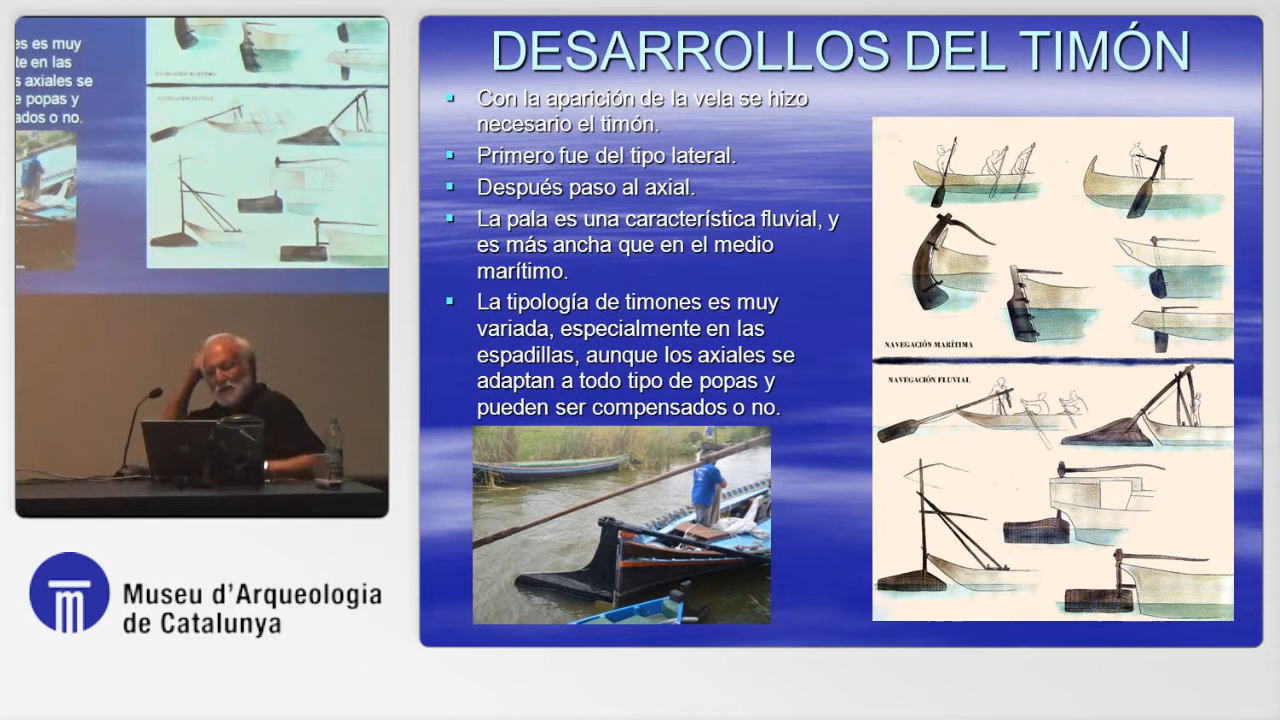 es es muy
te en las
s axiales se
e popas y
ados o no.
DESARROLLOS DEL TIMÓN
Con la aparición de la vela se hizo
necesario el timón.
Primero fue del tipo lateral.
Después paso al axial.
La pala es una característica fluvial, y
es más ancha que en el medio
marítimo.
La tipología de timones es muy
variada, especialmente en las
espadillas, aunque los axiales se
adaptan a todo tipo de popas y
pueden ser compensados o no.
NAVEGACIÓN MARÍTIMA
NAVEGACIÓN FLUVIAL
Museu d'Arqueologia
de Catalunya